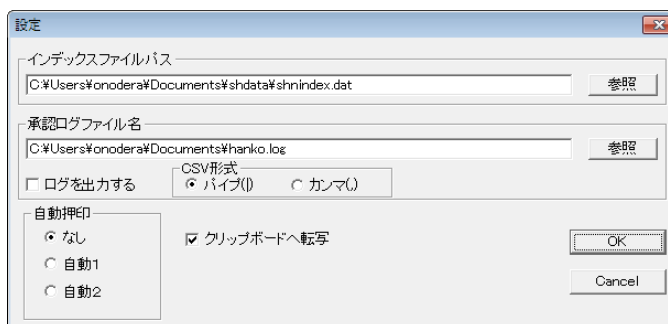 設定
インデックスファイルパス
C:¥Users¥onodera¥Documents¥shdata¥shnindex.dat
参照
承認ログファイル名
C:¥Users¥onodera¥Documents¥hanko.log
参照
ログを出力する
CSV形式
パイプ(|)
カンマ(,)
自動押印
なし
自動1
自動2
クリップボードへ転写
OK
Cancel